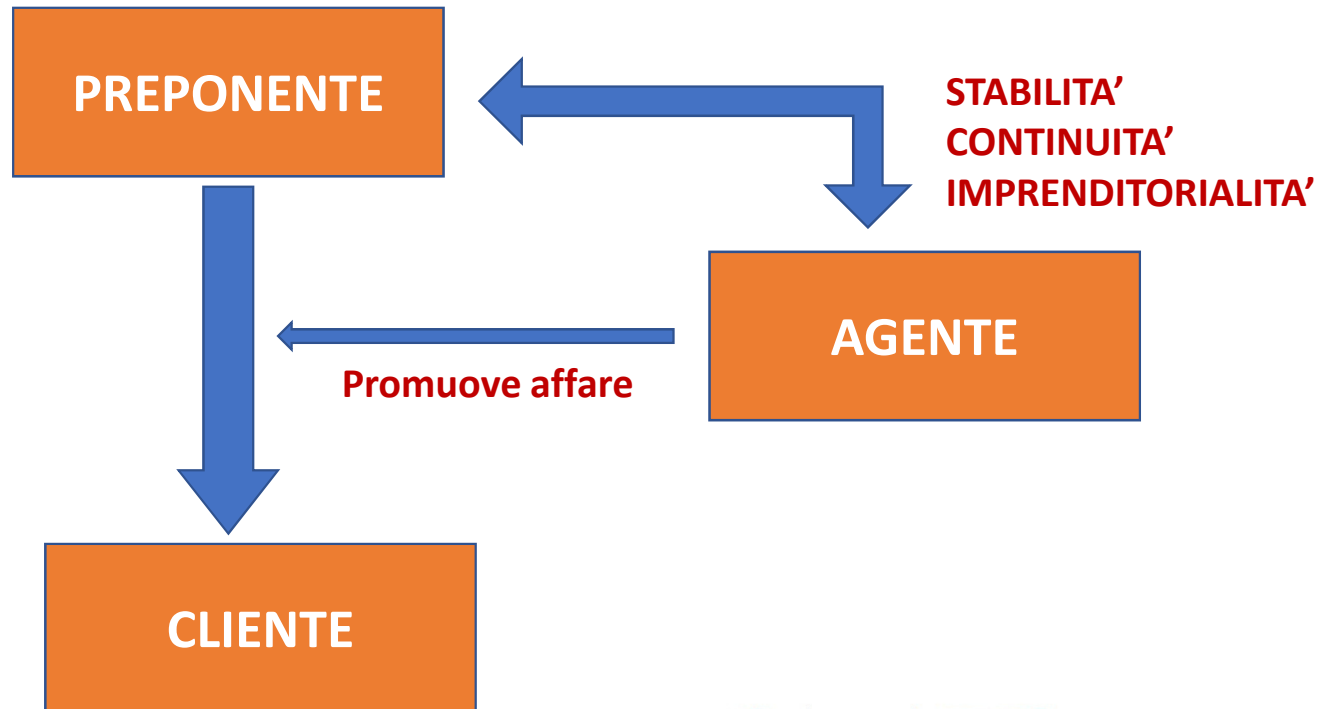 PREPONENTE
STABILITA’
CONTINUITA’
IMPRENDITORIALITA’
AGENTE
Promuove affare
CLIENTE